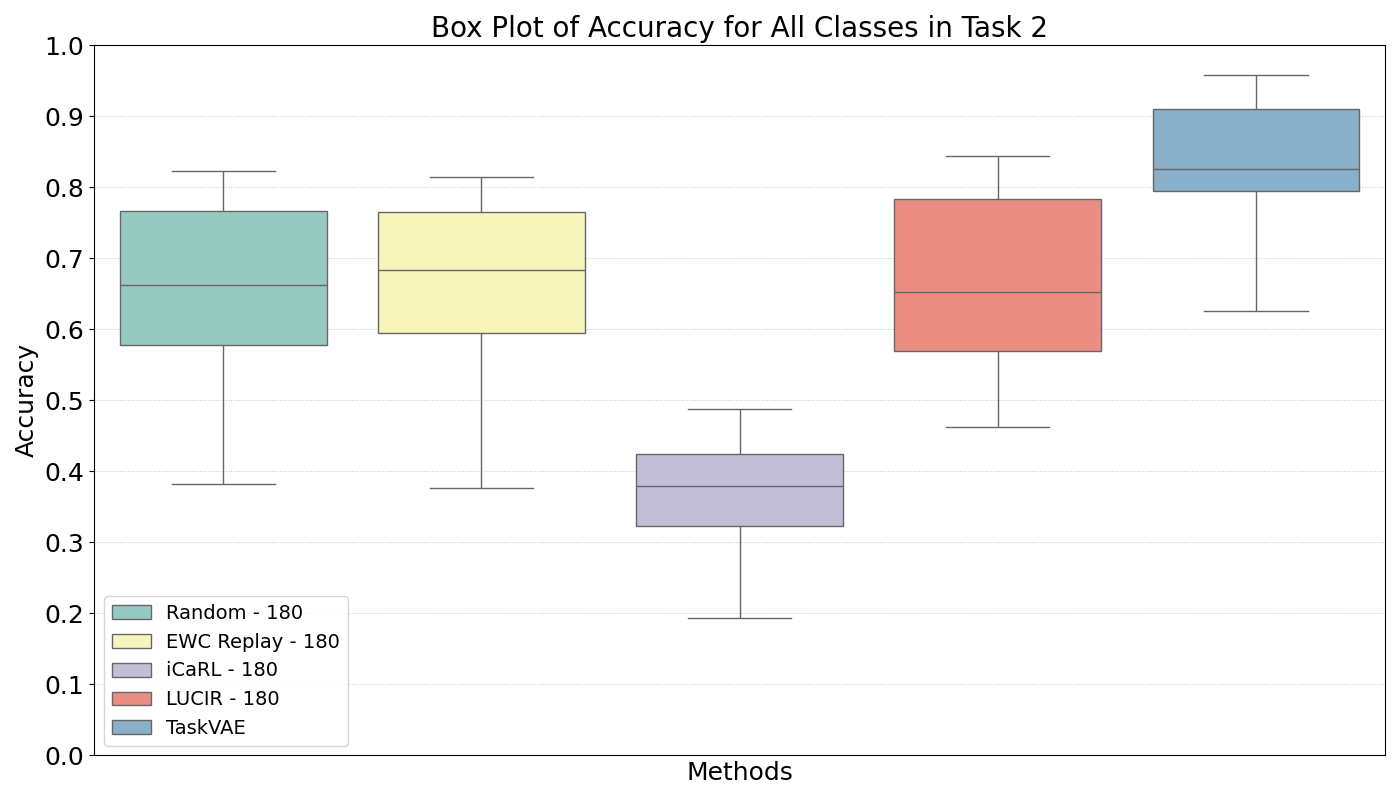 Box Plot of Accuracy for All Classes in Task 2
1.0
0.9
0.8
0.7
0.6
0.5
0.4
0.3
0.2
0.1
0.0
Accuracy
Random - 180
EWC Replay - 180
iCaRL - 180
LUCIR - 180
TaskVAE
Methods